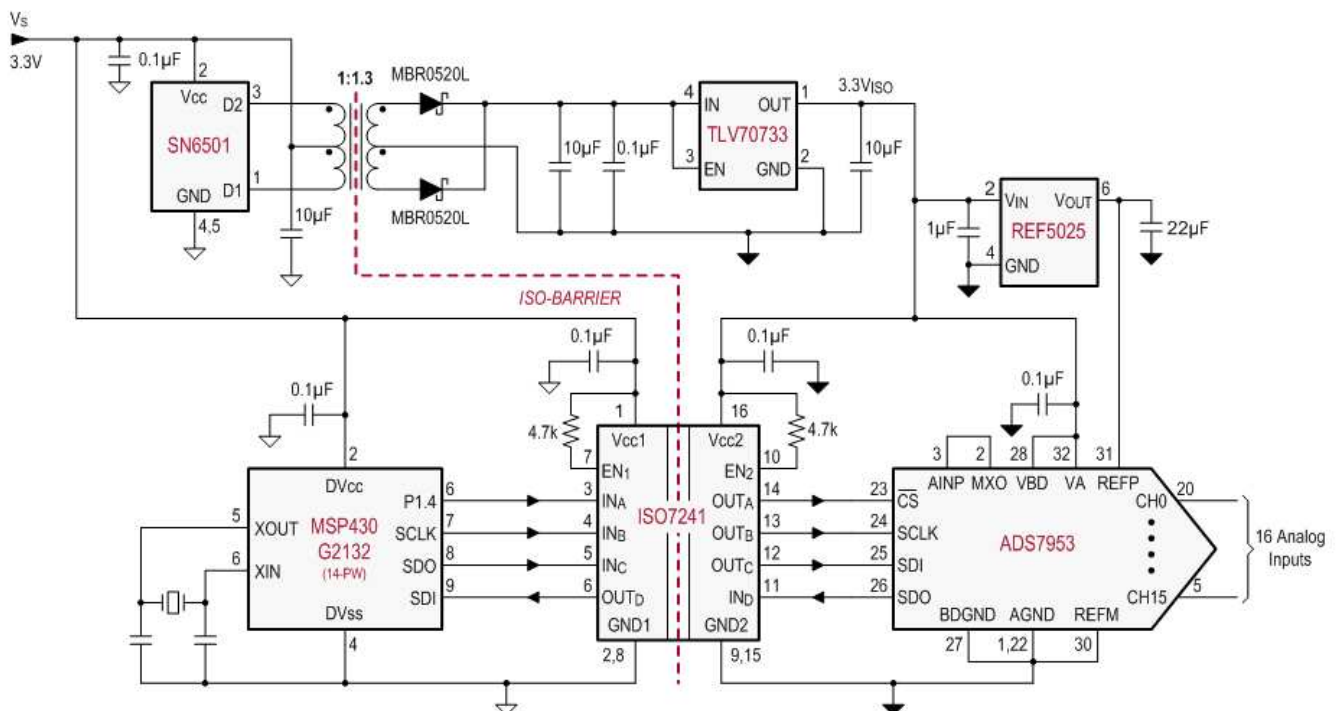 VS
3.3V
0.1µF
2
Vcc
D2
3
SN6501
D1
1
GND
4,5
10µF
1:1.3
MBR0520L
MBR0520L
10µF
0.1µF
4
IN
OUT
1
TLV70733
3
EN
GND
2
3.3VISO
10µF
2
VIN
VOUT
6
REF5025
1µF
4
GND
22µF
ISO-BARRIER
0.1µF
0.1µF
0.1µF
0.1µF
4.7k
4.7k
1
16
Vcc1
Vcc2
7
EN1
EN2
10
3
INA
OUTA
14
4
INB
OUTB
13
5
INC
OUTC
12
6
OUTD
IND
11
ISO7241
GND1
GND2
2,8
9,15
2
DVcc
5
XOUT
6
XIN
MSP430
G2132
(14-PW)
P1.4
6
SCLK
7
SDO
8
SDI
9
DVss
4
3
2
28
32
31
AINP
MXO
VBD
VA
REFP
23
CS
24
SCLK
25
SDI
26
SDO
ADS7953
CH0
20
CH15
5
16 Analog
Inputs
BDGND
AGND
REFM
27
1,22
30